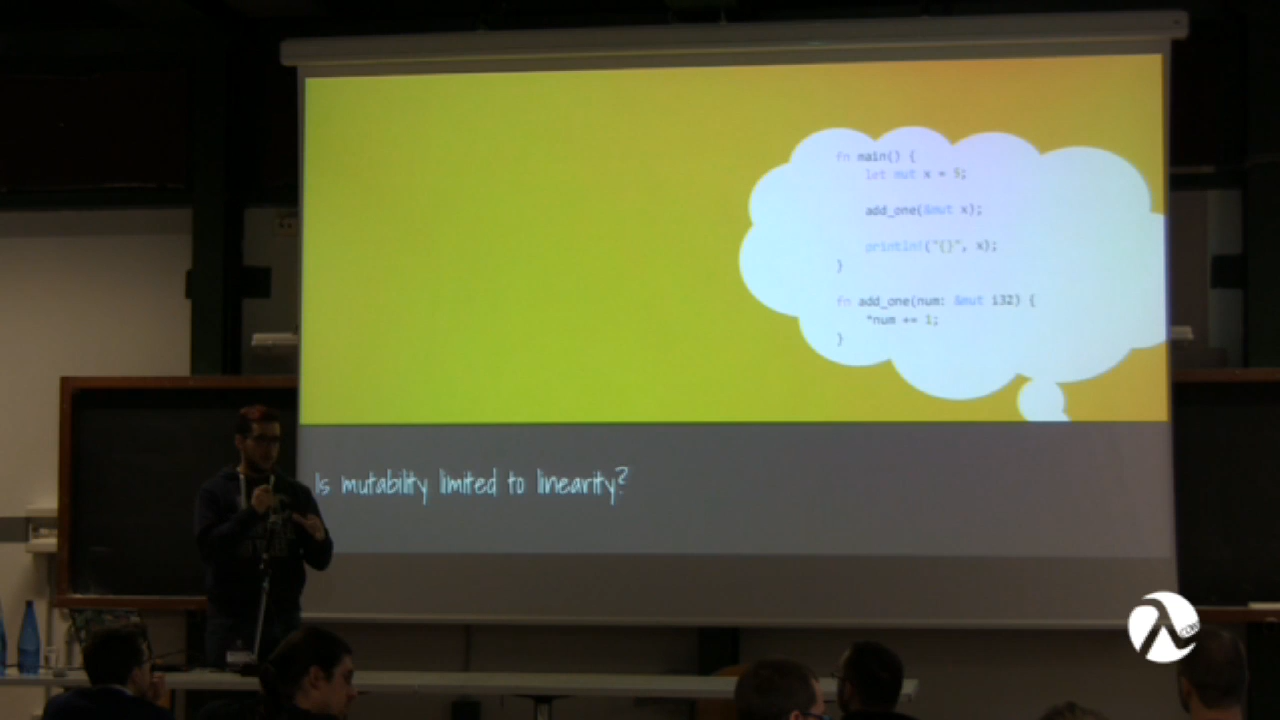 fn main() {
let mut x = 5;
add_one(&mut x);
println!("{}", x);
}
fn add_one(num: &mut i32) {
*num += 1;
}
Is mutability limited to linearity?
λCON